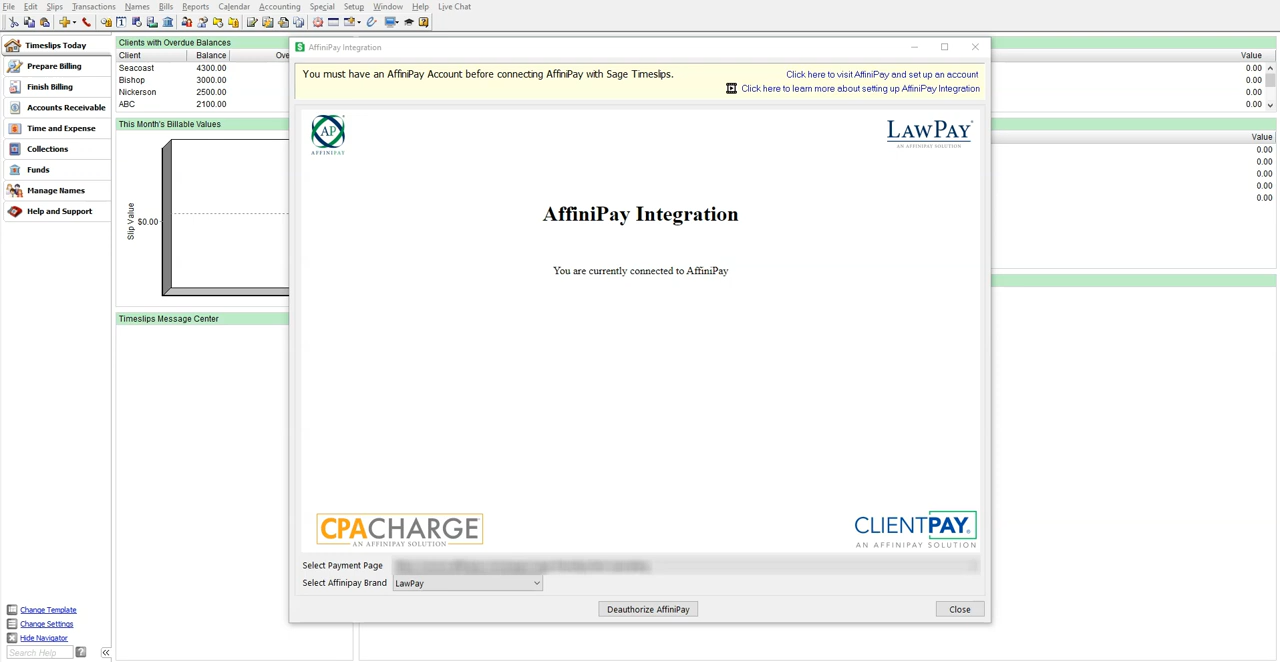 File Edit Slips Transactions Names Bills Reports Calendar Accounting Special Setup Window Help Live Chat
Timeslips Today
Prepare Billing
Finish Billing
Accounts Receivable
Time and Expense
Collections
Funds
Manage Names
Help and Support
Clients with Overdue Balances
Client Balance Ove
Seacoast 4300.00
Bishop 3000.00
Nickerson 2500.00
ABC 2100.00
This Month's Billable Values
Slip Value
$0.00
Timeslips Message Center
AffiniPay Integration
You must have an AffiniPay Account before connecting AffiniPay with Sage Timeslips.
Click here to visit AffiniPay and set up an account
Click here to learn more about setting up AffiniPay Integration
AP
AFFINIPAY
LAWPAY
AN AFFINIPAY SOLUTION
AffiniPay Integration
You are currently connected to AffiniPay
CPACHARGE
AN AFFINIPAY SOLUTION
CLIENTPAY
AN AFFINIPAY SOLUTION
Select Payment Page
Select Affinipay Brand LawPay
Deauthorize AffiniPay
Close
Value
0.00
0.00
0.00
0.00
Value
0.00
0.00
0.00
0.00
0.00
Change Template
Change Settings
Hide Navigator
Search Help